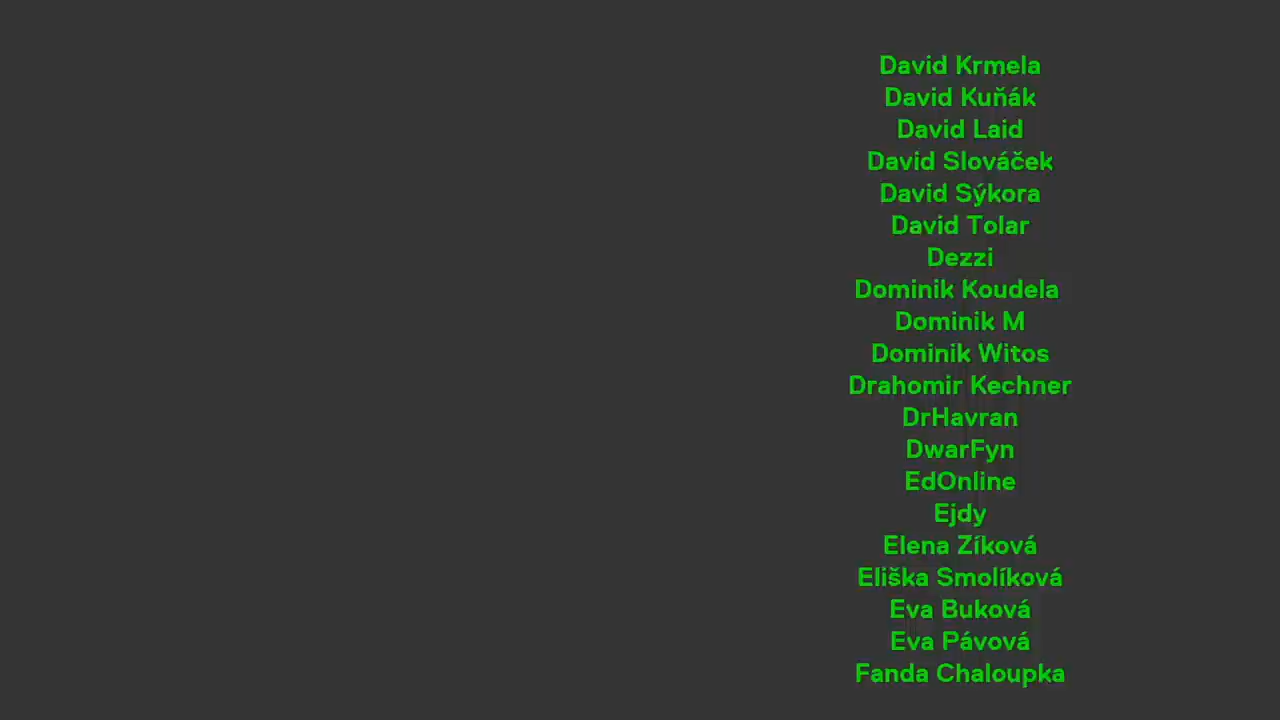 David Krmela
David Kuňák
David Laid
David Slováček
David Sýkora
David Tolar
Dezzi
Dominik Koudela
Dominik M
Dominik Witos
Drahomir Kechner
DrHavran
DwarFyn
EdOnline
Ejdy
Elena Zíková
Eliška Smolíková
Eva Buková
Eva Pávová
Fanda Chaloupka